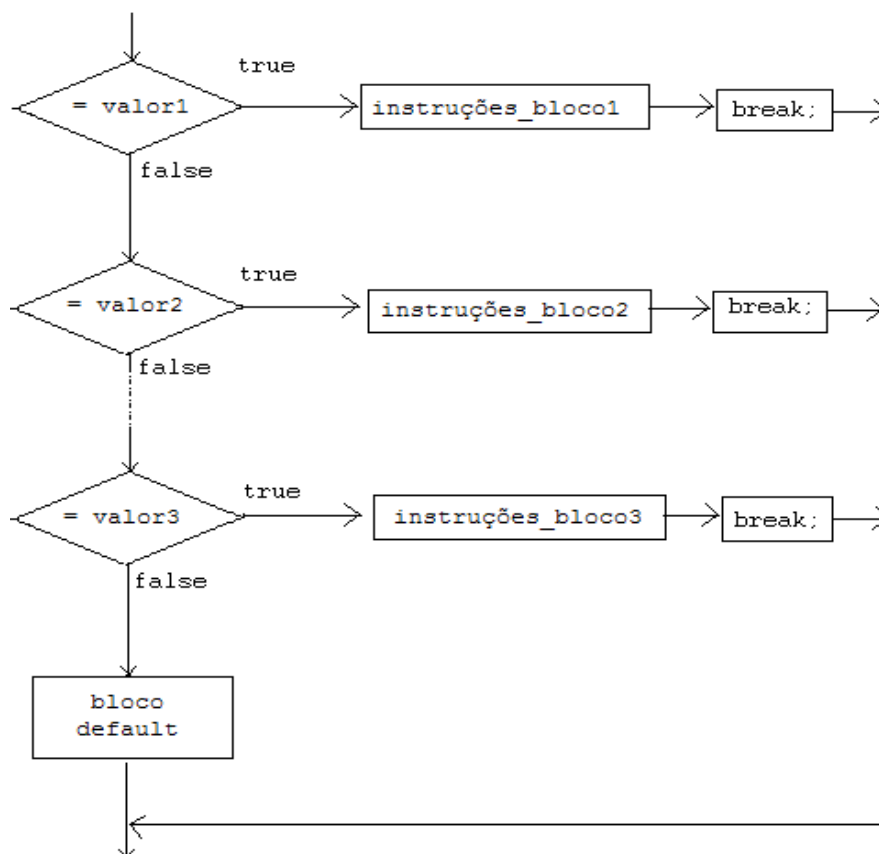 true
= valor1
instruções_bloco1
break;
false
true
= valor2
instruções_bloco2
break;
false
true
= valor3
instruções_bloco3
break;
false
bloco
default